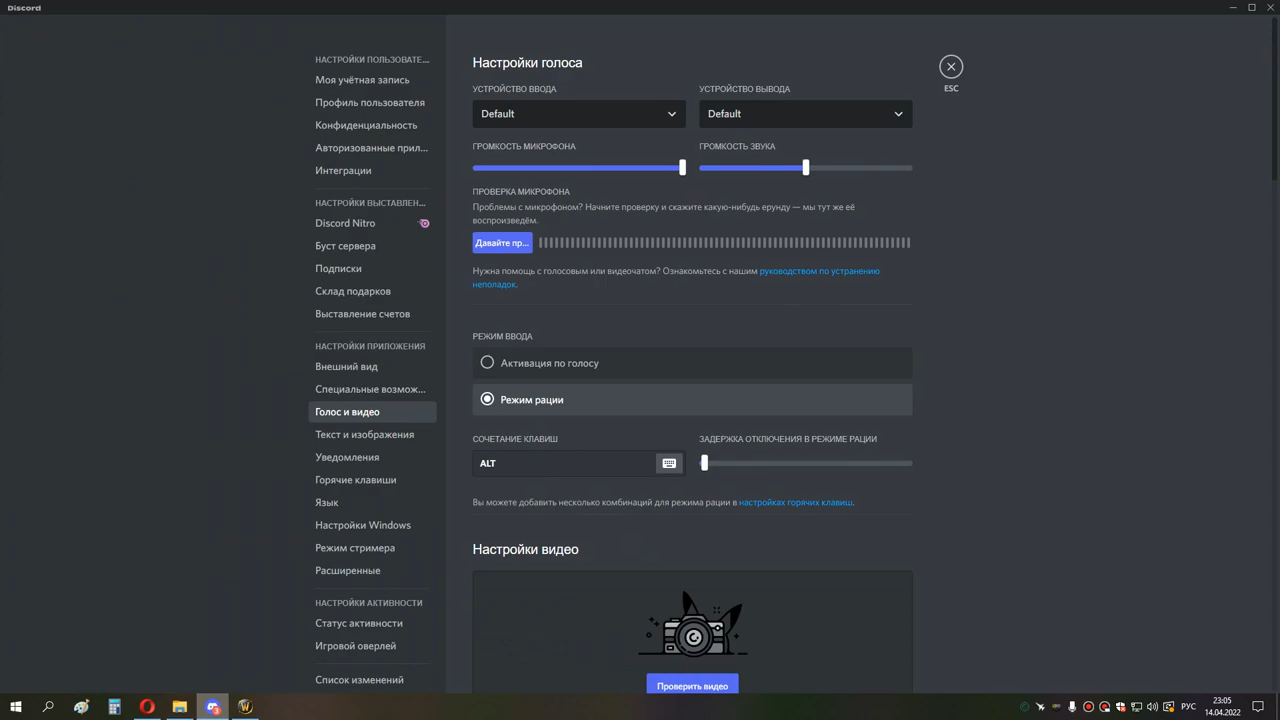 Discord
НАСТРОЙКИ ПОЛЬЗОВАТЕ...
Моя учётная запись
Профиль пользователя
Конфиденциальность
Авторизованные прил...
Интеграции
НАСТРОЙКИ ВЫСТАВЛЕН...
Discord Nitro
Буст сервера
Подписки
Склад подарков
Выставление счетов
НАСТРОЙКИ ПРИЛОЖЕНИЯ
Внешний вид
Специальные возмож...
Голос и видео
Текст и изображения
Уведомления
Горячие клавиши
Язык
Настройки Windows
Режим стримера
Расширенные
НАСТРОЙКИ АКТИВНОСТИ
Статус активности
Игровой оверлей
Список изменений
Настройки голоса
ESC
УСТРОЙСТВО ВВОДА
УСТРОЙСТВО ВЫВОДА
Default
Default
ГРОМКОСТЬ МИКРОФОНА
ГРОМКОСТЬ ЗВУКА
ПРОВЕРКА МИКРОФОНА
Проблемы с микрофоном? Начните проверку и скажите какую-нибудь ерунду — мы тут же её
воспроизведём.
Давайте пр...
Нужна помощь с голосовым или видеочатом? Ознакомьтесь с нашим руководством по устранению
неполадок.
РЕЖИМ ВВОДА
Активация по голосу
Режим рации
СОЧЕТАНИЕ КЛАВИШ
ЗАДЕРЖКА ОТКЛЮЧЕНИЯ В РЕЖИМЕ РАЦИИ
ALT
Вы можете добавить несколько комбинаций для режима рации в настройках горячих клавиш.
Настройки видео
Проверить видео
РУС
23:05
14.04.2022